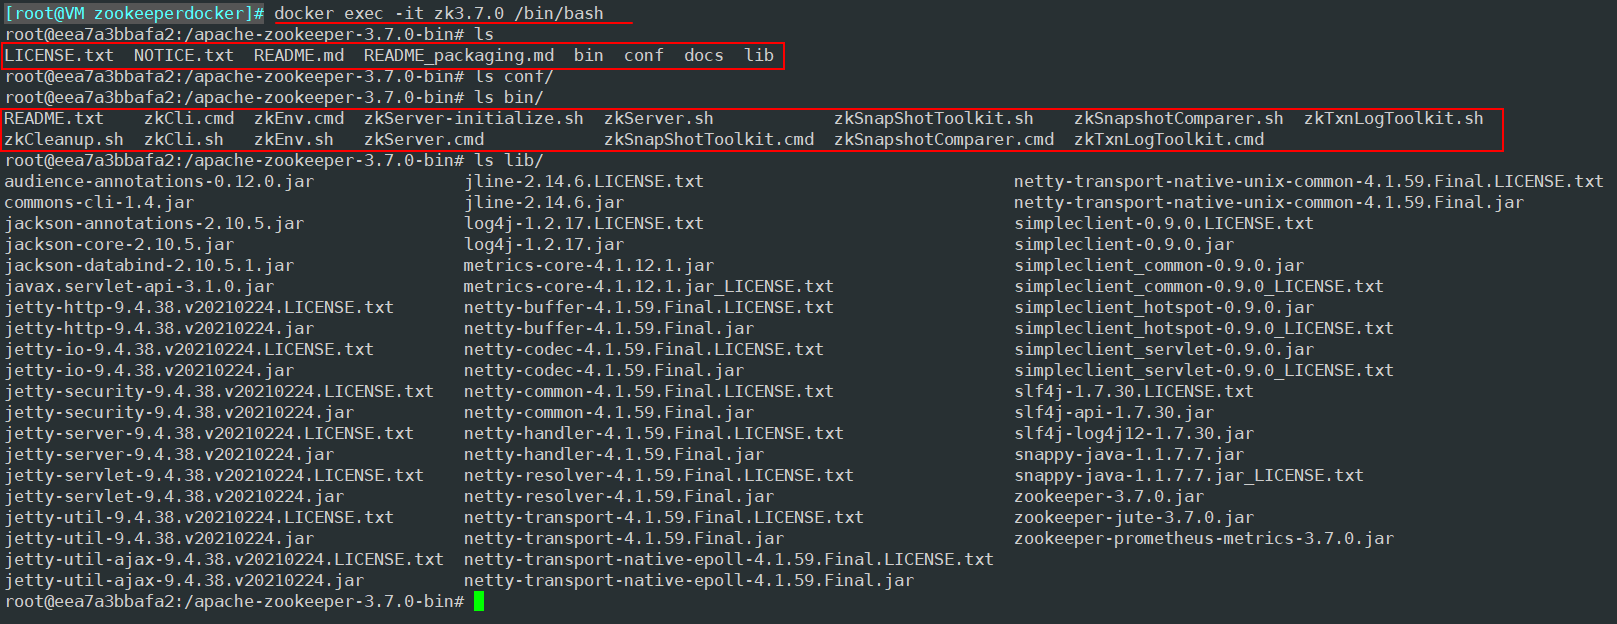 [root@VM zookeeperdocker]# docker exec -it zk3.7.0 /bin/bash
root@eea7a3bbafa2:/apache-zookeeper-3.7.0-bin# ls
LICENSE.txt  NOTICE.txt  README.md  README_packaging.md  bin  conf  docs  lib
root@eea7a3bbafa2:/apache-zookeeper-3.7.0-bin# ls conf/
root@eea7a3bbafa2:/apache-zookeeper-3.7.0-bin# ls bin/
README.txt    zkCli.cmd  zkEnv.cmd  zkServer-initialize.sh  zkServer.sh            zkSnapShotToolkit.sh    zkSnapshotComparer.sh  zkTxnLogToolkit.sh
zkCleanup.sh  zkCli.sh   zkEnv.sh   zkServer.cmd            zkSnapShotToolkit.cmd  zkSnapshotComparer.cmd  zkTxnLogToolkit.cmd
root@eea7a3bbafa2:/apache-zookeeper-3.7.0-bin# ls lib/
audience-annotations-0.12.0.jar               jline-2.14.6.LICENSE.txt                               netty-transport-native-unix-common-4.1.59.Final.LICENSE.txt
commons-cli-1.4.jar                           jline-2.14.6.jar                                       netty-transport-native-unix-common-4.1.59.Final.jar
jackson-annotations-2.10.5.jar                log4j-1.2.17.LICENSE.txt                               simpleclient-0.9.0.LICENSE.txt
jackson-core-2.10.5.jar                       log4j-1.2.17.jar                                       simpleclient-0.9.0.jar
jackson-databind-2.10.5.1.jar                 metrics-core-4.1.12.1.jar                              simpleclient_common-0.9.0.jar
javax.servlet-api-3.1.0.jar                   metrics-core-4.1.12.1.jar_LICENSE.txt                  simpleclient_common-0.9.0_LICENSE.txt
jetty-http-9.4.38.v20210224.LICENSE.txt       netty-buffer-4.1.59.Final.LICENSE.txt                  simpleclient_hotspot-0.9.0.jar
jetty-http-9.4.38.v20210224.jar               netty-buffer-4.1.59.Final.jar                          simpleclient_hotspot-0.9.0_LICENSE.txt
jetty-io-9.4.38.v20210224.LICENSE.txt         netty-codec-4.1.59.Final.LICENSE.txt                   simpleclient_servlet-0.9.0.jar
jetty-io-9.4.38.v20210224.jar                 netty-codec-4.1.59.Final.jar                           simpleclient_servlet-0.9.0_LICENSE.txt
jetty-security-9.4.38.v20210224.LICENSE.txt   netty-common-4.1.59.Final.LICENSE.txt                  slf4j-1.7.30.LICENSE.txt
jetty-security-9.4.38.v20210224.jar           netty-common-4.1.59.Final.jar                          slf4j-api-1.7.30.jar
jetty-server-9.4.38.v20210224.LICENSE.txt     netty-handler-4.1.59.Final.LICENSE.txt                 slf4j-log4j12-1.7.30.jar
jetty-server-9.4.38.v20210224.jar             netty-handler-4.1.59.Final.jar                         snappy-java-1.1.7.7.jar
jetty-servlet-9.4.38.v20210224.LICENSE.txt    netty-resolver-4.1.59.Final.LICENSE.txt                snappy-java-1.1.7.7.jar_LICENSE.txt
jetty-servlet-9.4.38.v20210224.jar            netty-resolver-4.1.59.Final.jar                        zookeeper-3.7.0.jar
jetty-util-9.4.38.v20210224.LICENSE.txt       netty-transport-4.1.59.Final.LICENSE.txt               zookeeper-jute-3.7.0.jar
jetty-util-9.4.38.v20210224.jar               netty-transport-4.1.59.Final.jar                       zookeeper-prometheus-metrics-3.7.0.jar
jetty-util-ajax-9.4.38.v20210224.LICENSE.txt  netty-transport-native-epoll-4.1.59.Final.LICENSE.txt
jetty-util-ajax-9.4.38.v20210224.jar          netty-transport-native-epoll-4.1.59.Final.jar
root@eea7a3bbafa2:/apache-zookeeper-3.7.0-bin#